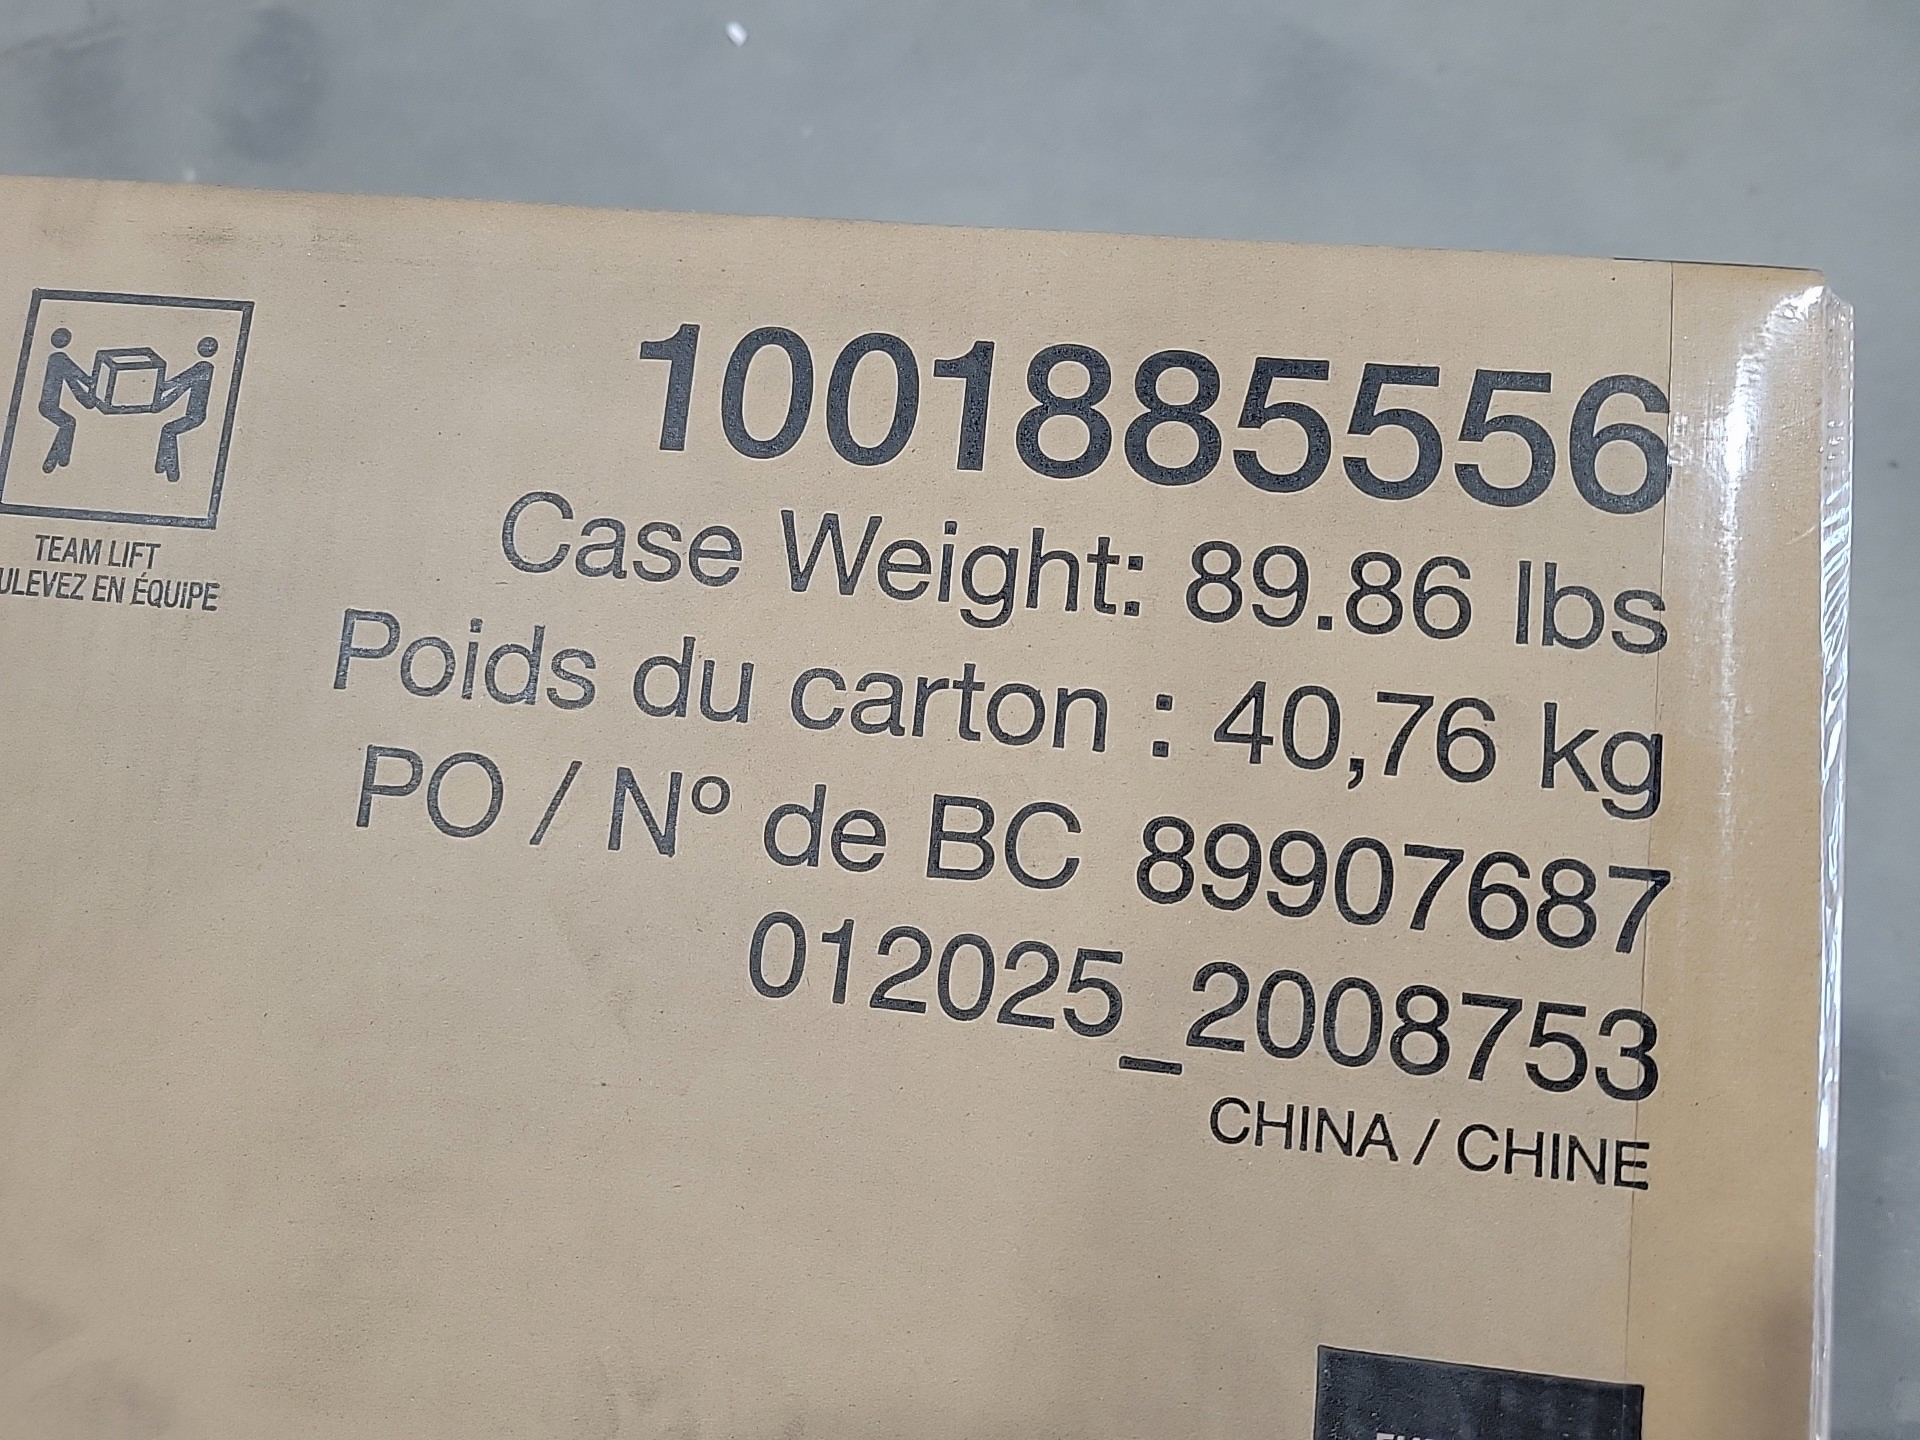 1001885556
Case Weight: 89.86 lbs
TEAM LIFT
EN ÉQUIPE
Poids du carton : 40,76 kg
PO / Nº de BC 89907687
012025_2008753
CHINA / CHINE